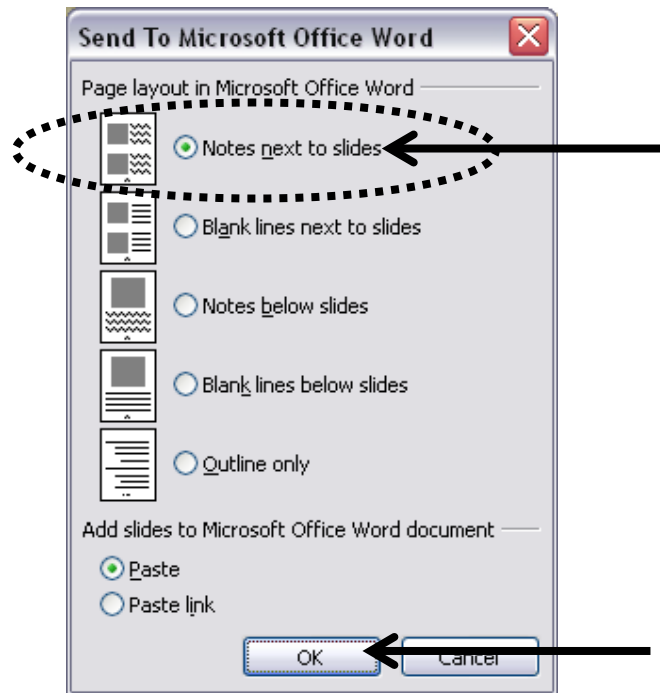 Send To Microsoft Office Word
Page layout in Microsoft Office Word
Notes next to slides
Blank lines next to slides
Notes below slides
Blank lines below slides
Outline only
Add slides to Microsoft Office Word document
Paste
Paste link
OK
Cancel